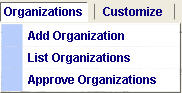 Organizations Customize
Add Organization
List Organizations
Approve Organizations